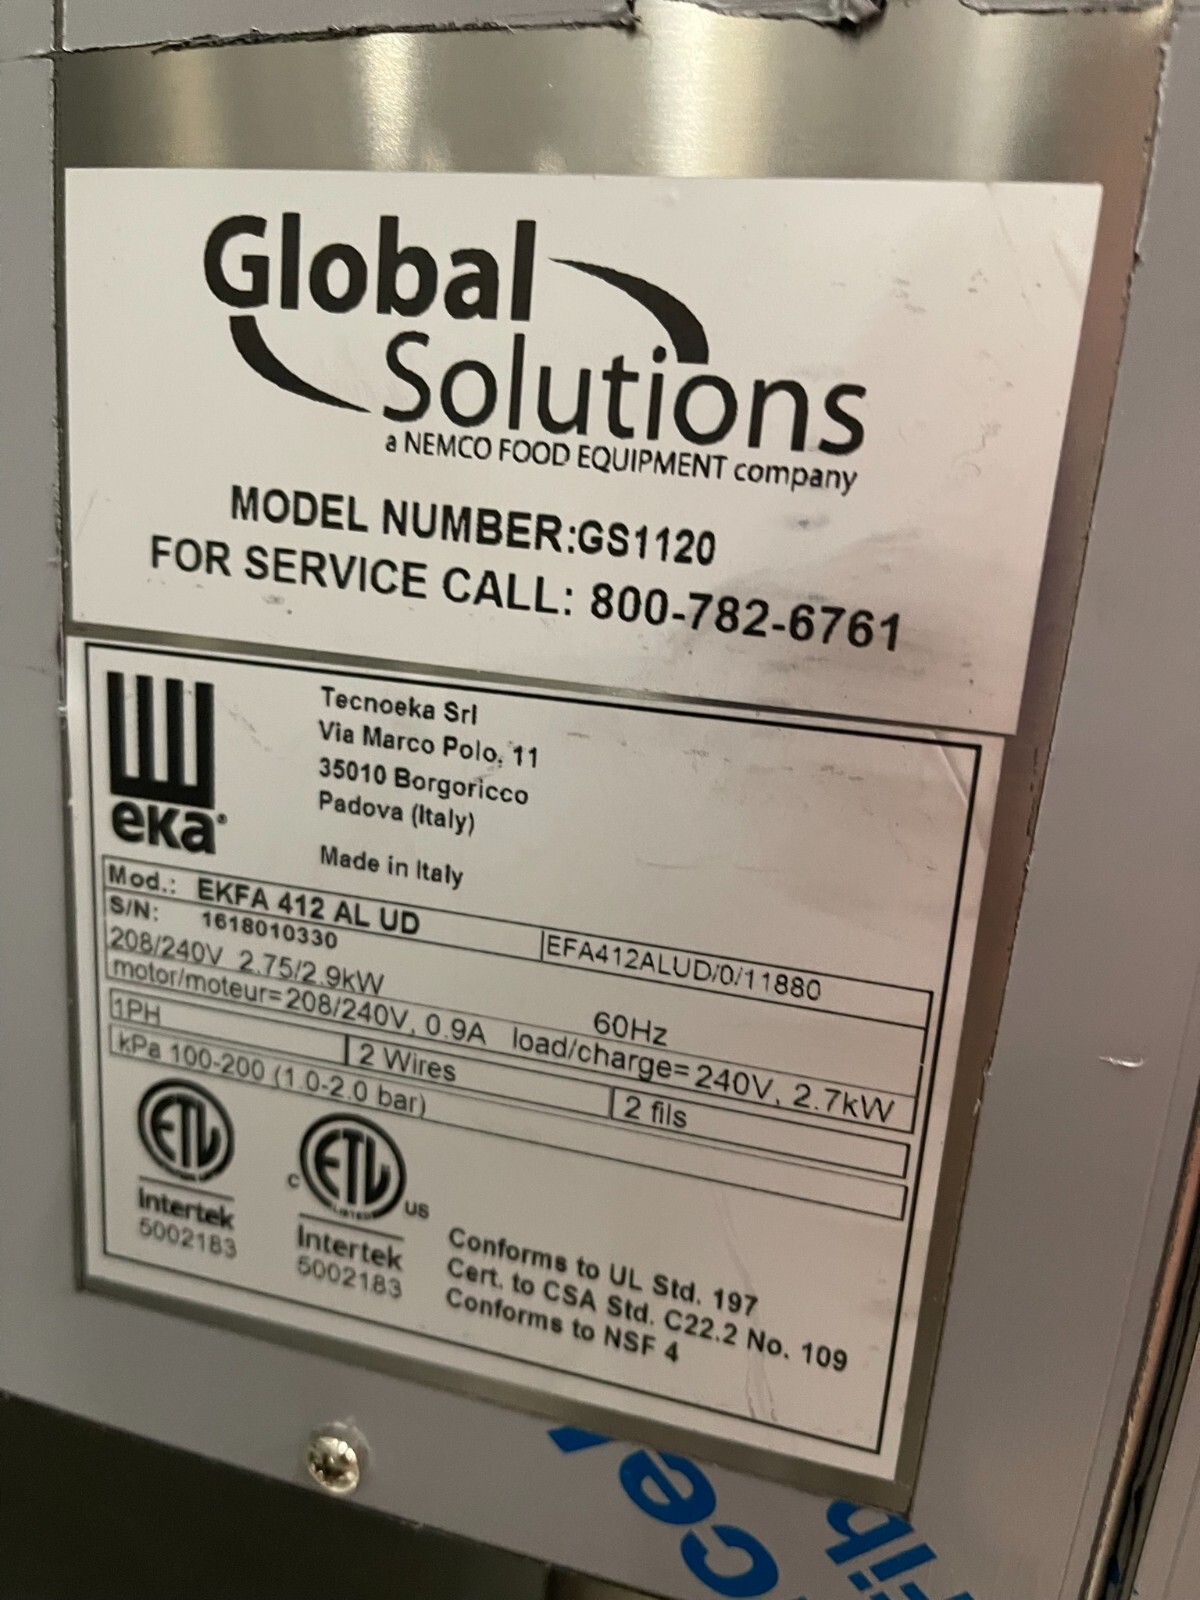 Global
Solutions
a NEMCO FOOD EQUIPMENT company
MODEL NUMBER:GS1120
FOR SERVICE CALL: 800-782-6761
eka®
Tecnoeka Srl
Via Marco Polo, 11
35010 Borgoricco
Padova (Italy)
Made in Italy
Mod.: EKFA 412 AL UD
EFA412ALUD/0/11880
S/N: 1618010330
208/240V 2.75/2.9kW 60Hz
motor/moteur=208/240V, 0.9A load/charge=240V, 2.7kW
1PH 2 Wires 2 fils
kPa 100-200 (1.0-2.0 bar)
ETL
Intertek
5002183
C ETL US
LISTED
Intertek
5002183
Conforms to UL Std. 197
Cert. to CSA Std. C22.2 No. 109
Conforms to NSF 4